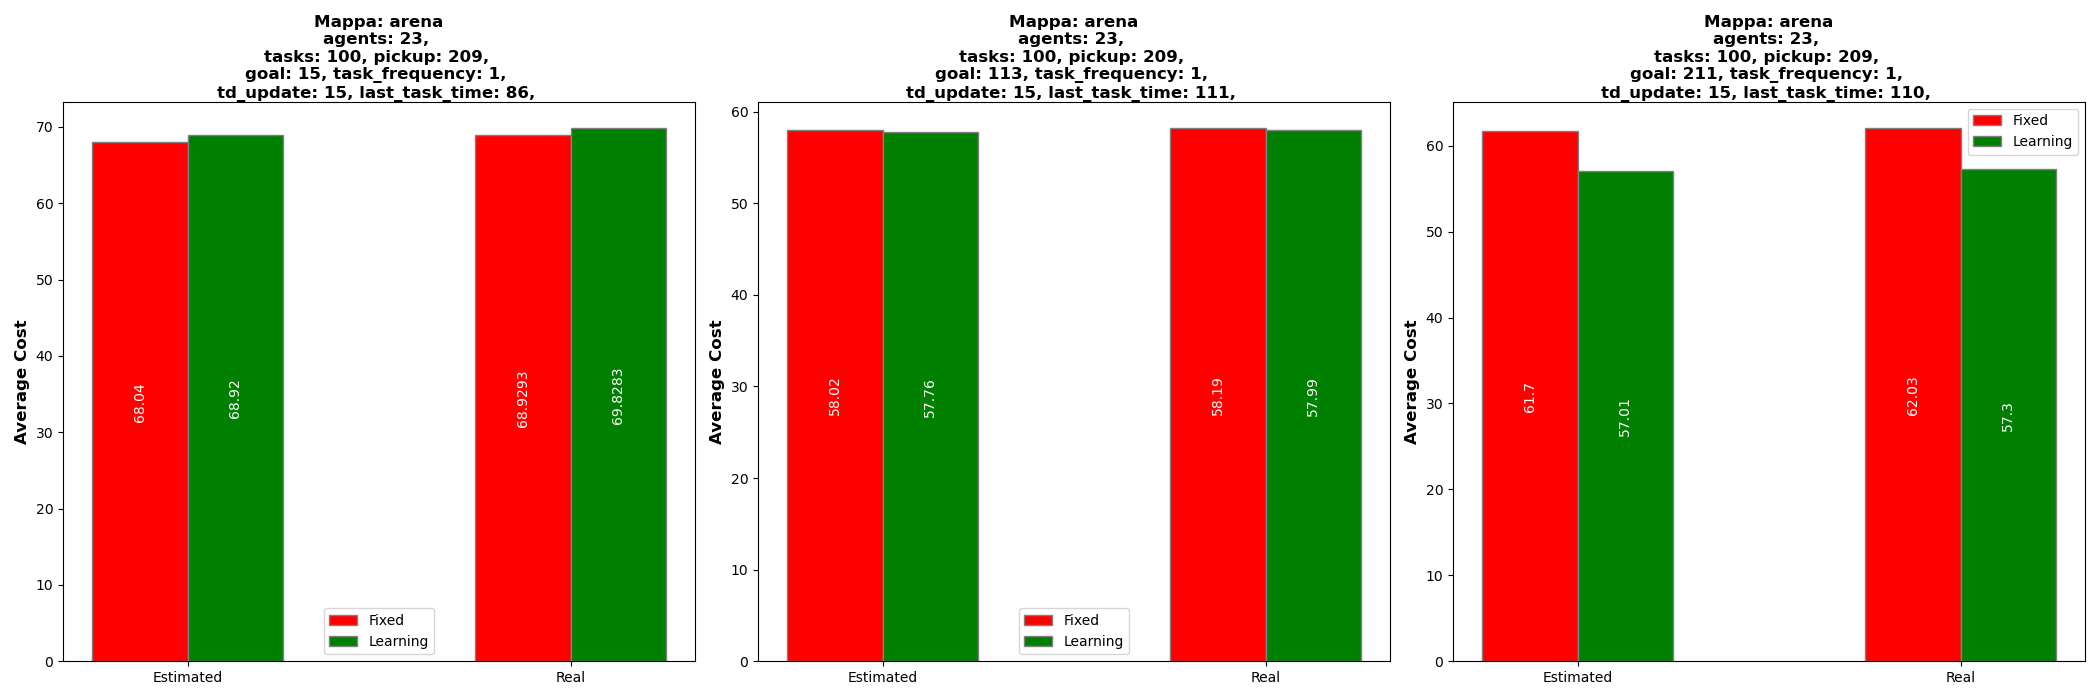 Mappa: arena
agents: 23,
tasks: 100, pickup: 209,
goal: 15, task_frequency: 1,
td_update: 15, last_task_time: 86,
Average Cost
70
60
50
40
30
20
10
0
68.04
68.92
68.9293
69.8283
Fixed
Learning
Estimated
Real
Mappa: arena
agents: 23,
tasks: 100, pickup: 209,
goal: 113, task_frequency: 1,
td_update: 15, last_task_time: 111,
Average Cost
60
50
40
30
20
10
0
58.02
57.76
58.19
57.99
Fixed
Learning
Estimated
Real
Mappa: arena
agents: 23,
tasks: 100, pickup: 209,
goal: 211, task_frequency: 1,
td_update: 15, last_task_time: 110,
Average Cost
60
50
40
30
20
10
0
Fixed
Learning
61.7
57.01
62.03
57.3
Estimated
Real